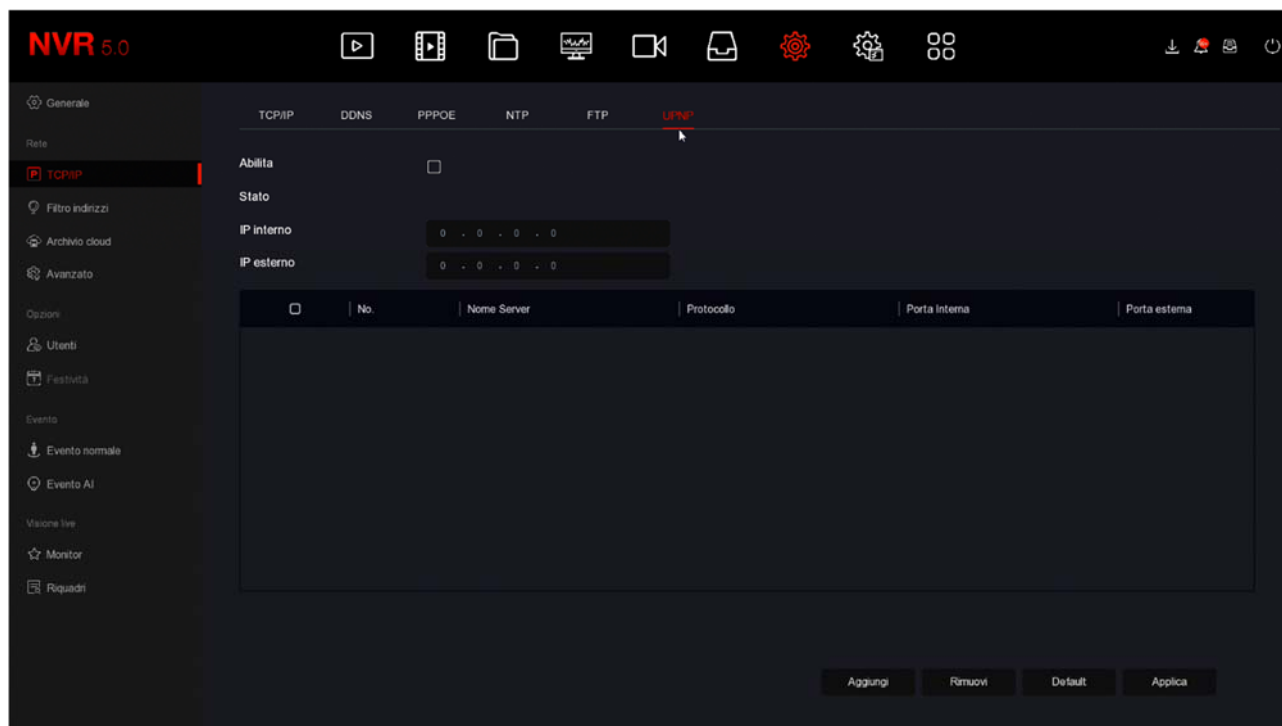 NVR 5.0
Generale
Rete
TCP/IP
Filtro indirizzi
Archivio cloud
Avanzato
Opzioni
Utenti
Festività
Evento
Evento normale
Evento AI
Visione live
Monitor
Riquadri
TCP/IP DDNS PPPOE NTP FTP UPNP
Abilita
Stato
IP interno 0 . 0 . 0 . 0
IP esterno 0 . 0 . 0 . 0
No. Nome Server Protocollo Porta Interna Porta esterna
Aggiungi Rimuovi Default Applica